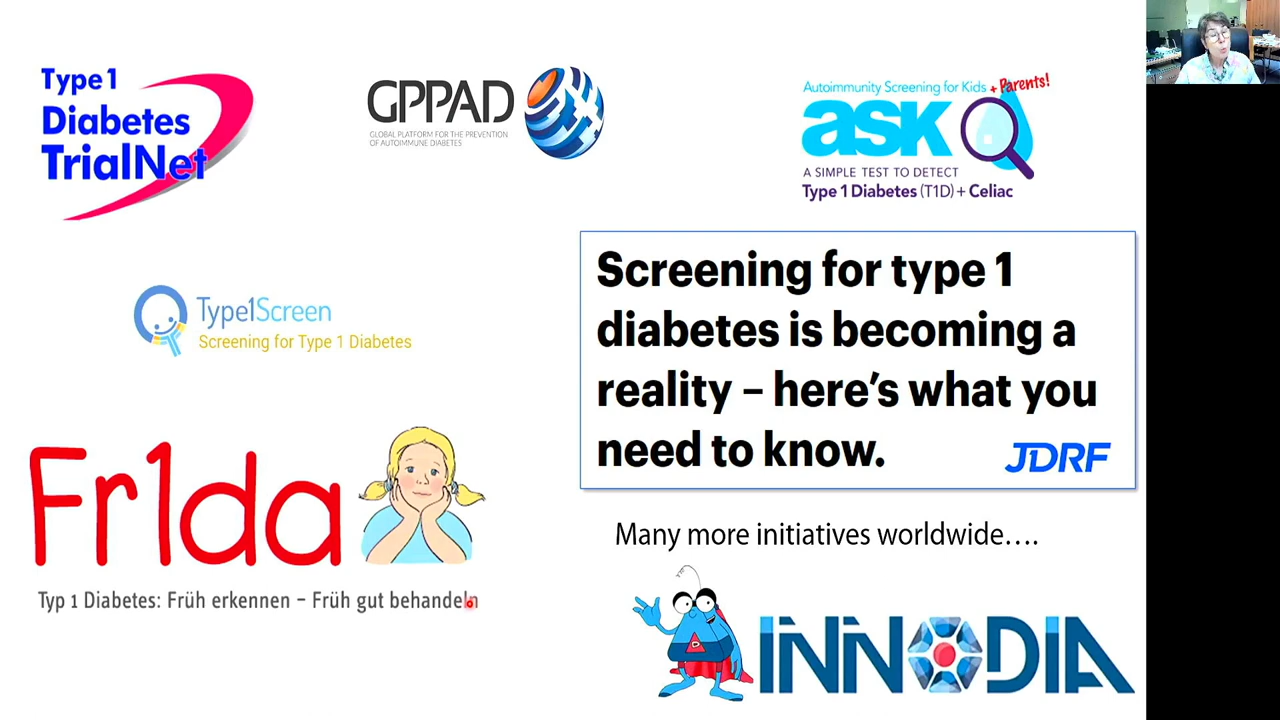 Type 1
Diabetes
TrialNet
GPPAD
GLOBAL PLATFORM FOR THE PREVENTION
OF AUTOIMMUNE DIABETES
Autoimmunity Screening for Kids + Parents!
ask
A SIMPLE TEST TO DETECT
Type 1 Diabetes (T1D) + Celiac
Type1Screen
Screening for Type 1 Diabetes
Screening for type 1
diabetes is becoming a
reality – here's what you
need to know.
JDRF
Fr1da
Typ 1 Diabetes: Früh erkennen – Früh gut behandeln
Many more initiatives worldwide....
INNODIA